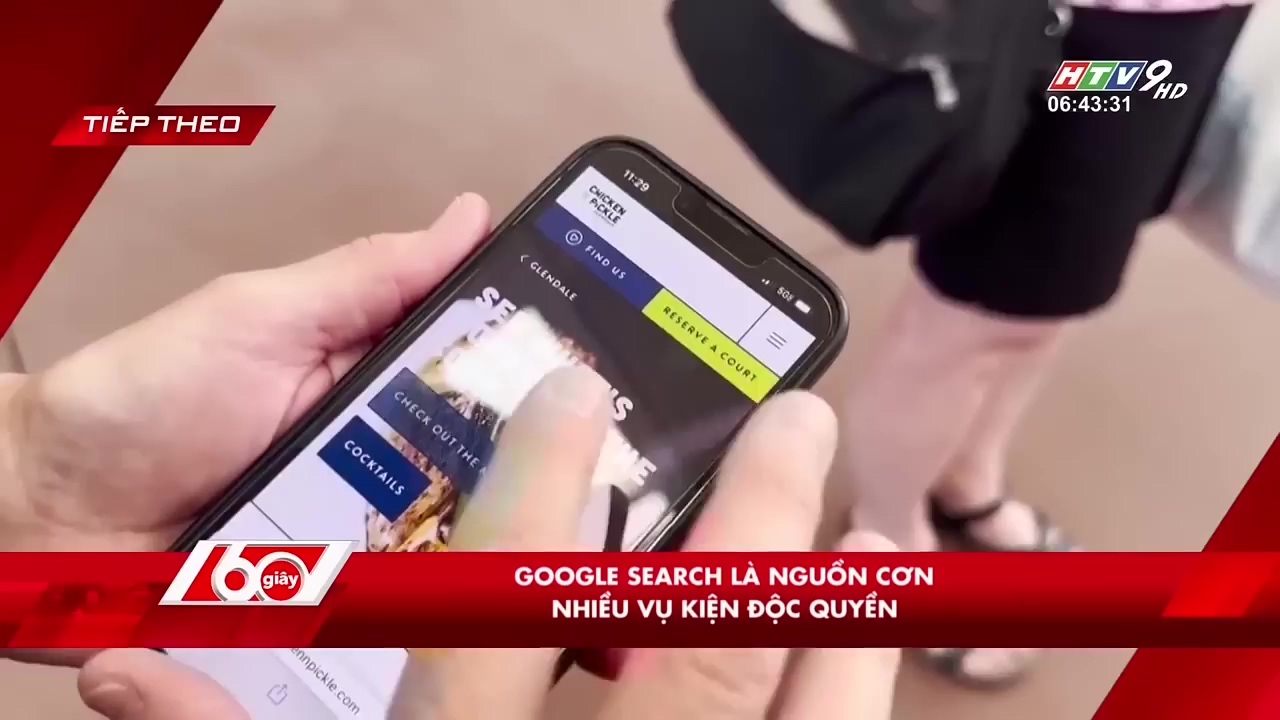 HTV9 HD
06:43:31
TIẾP THEO
11:29
5G
CHICKEN
N PICKLE
FIND US
GLENDALE
RESERVE A COURT
CHECK OUT THE
COCKTAILS
60 giây
GOOGLE SEARCH LÀ NGUỒN CƠN
NHIỀU VỤ KIỆN ĐỘC QUYỀN
ennpickle.com